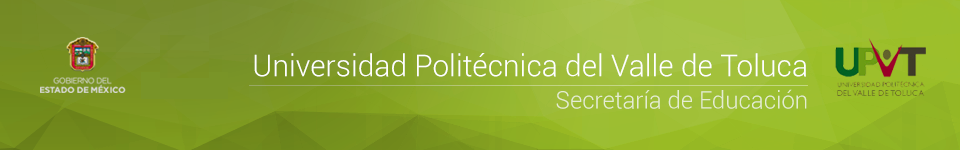 GOBIERNO DEL
ESTADO DE MÉXICO
Universidad Politécnica del Valle de Toluca
Secretaría de Educación
UPVT
UNIVERSIDAD POLITÉCNICA
DEL VALLE DE TOLUCA